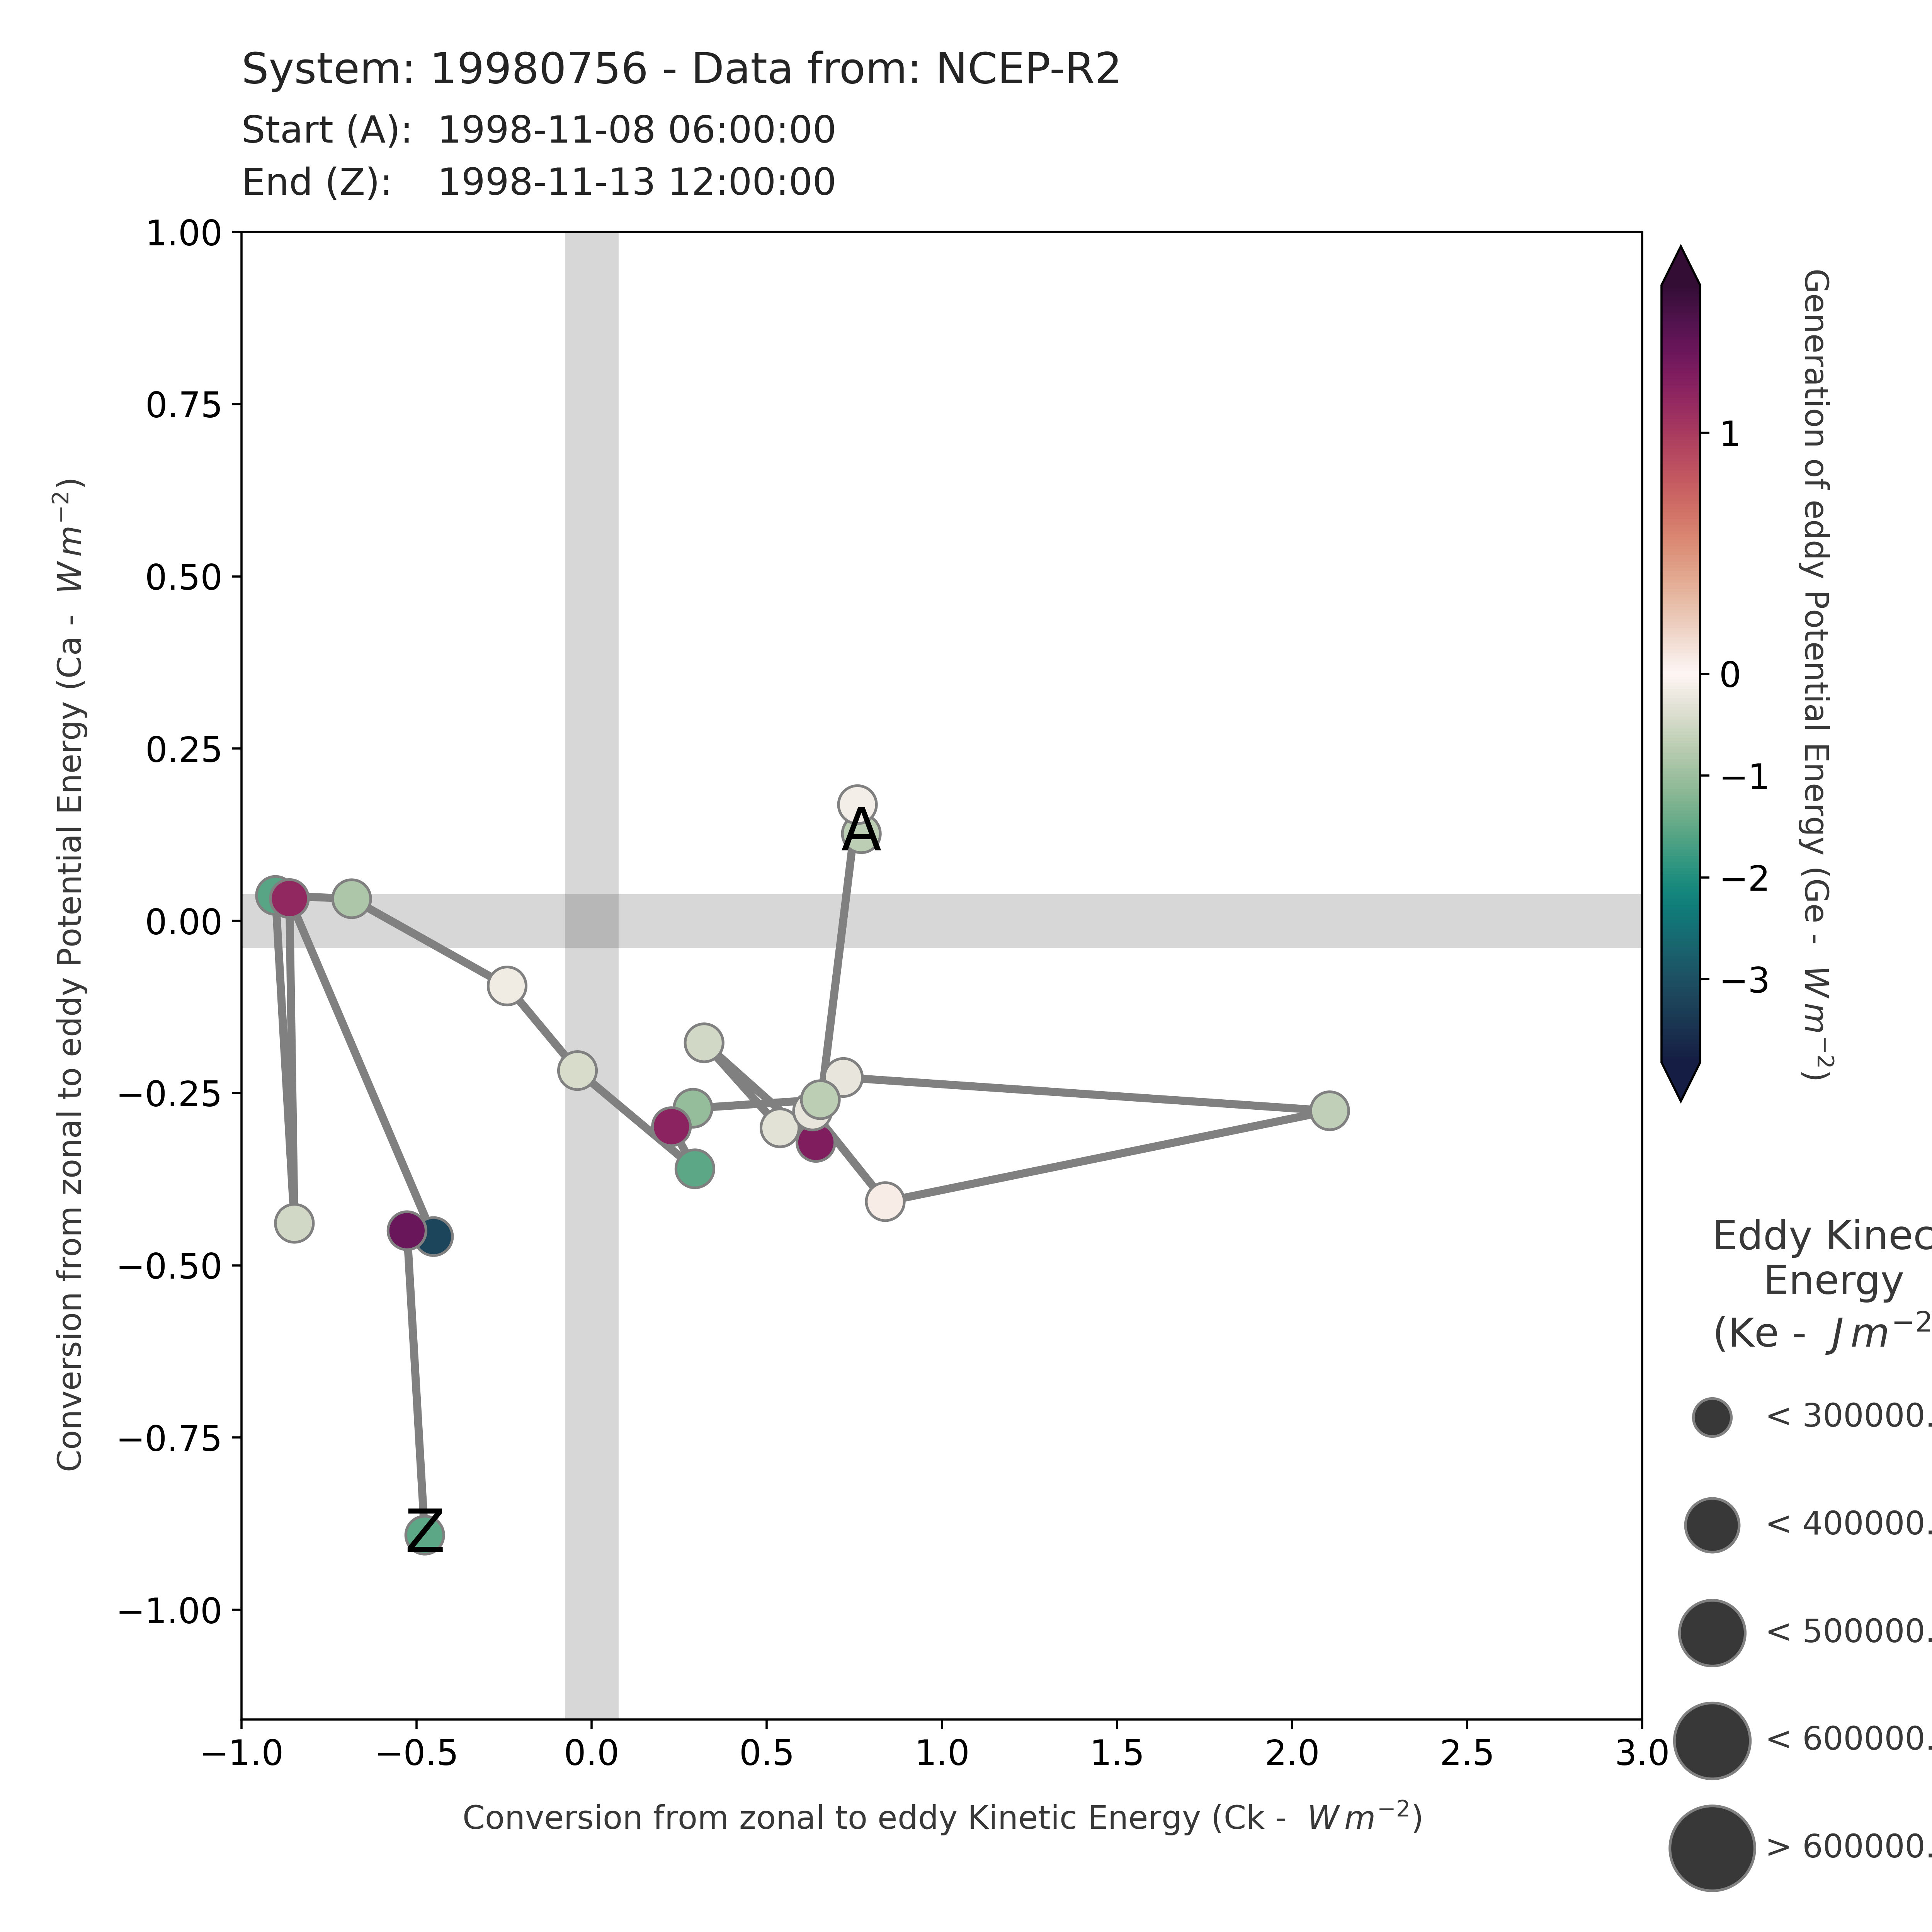 System: 19980756 - Data from: NCEP-R2
Start (A): 1998-11-08 06:00:00
End (Z): 1998-11-13 12:00:00
1.00
0.75
0.50
0.25
0.00
−0.25
−0.50
−0.75
−1.00
Conversion from zonal to eddy Potential Energy (Ca - W m⁻²)
A
Z
−1.0
−0.5
0.0
0.5
1.0
1.5
2.0
2.5
3.0
Conversion from zonal to eddy Kinetic Energy (Ck - W m⁻²)
1
0
−1
−2
−3
Generation of eddy Potential Energy (Ge - W m⁻²)
Eddy Kinec
Energy
(Ke - J m⁻²
< 300000.
< 400000.
< 500000.
< 600000.
> 600000.